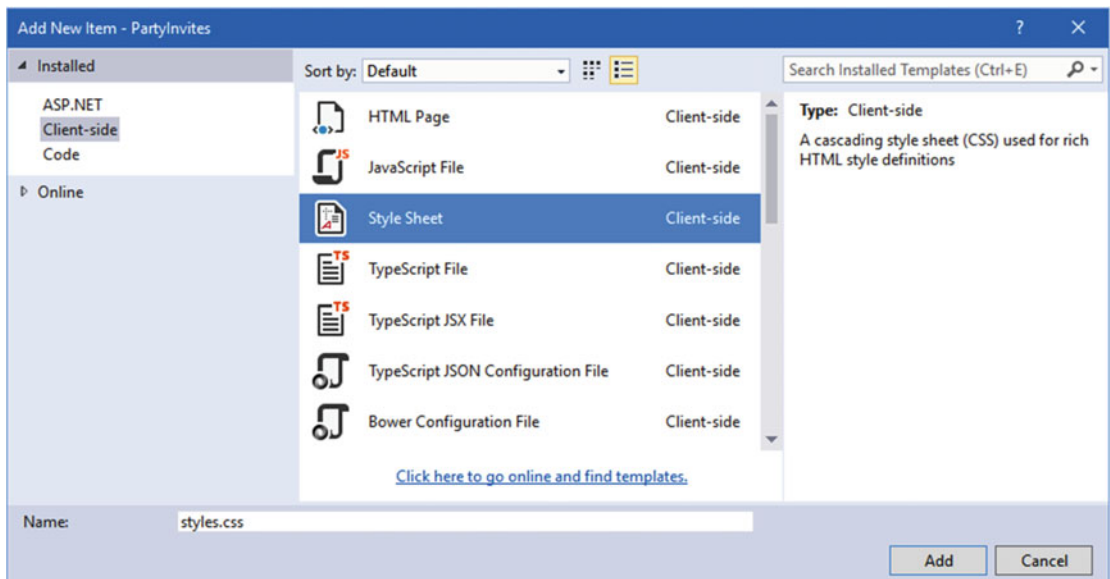 Add New Item - PartyInvites ? ×
Installed
ASP.NET
Client-side
Code
Online
Sort by: Default
HTML Page Client-side
JS
JavaScript File Client-side
Style Sheet Client-side
TS
TypeScript File Client-side
TS
TypeScript JSX File Client-side
TypeScript JSON Configuration File Client-side
Bower Configuration File Client-side
Click here to go online and find templates.
Search Installed Templates (Ctrl+E)
Type: Client-side
A cascading style sheet (CSS) used for rich
HTML style definitions
Name: styles.css
Add Cancel